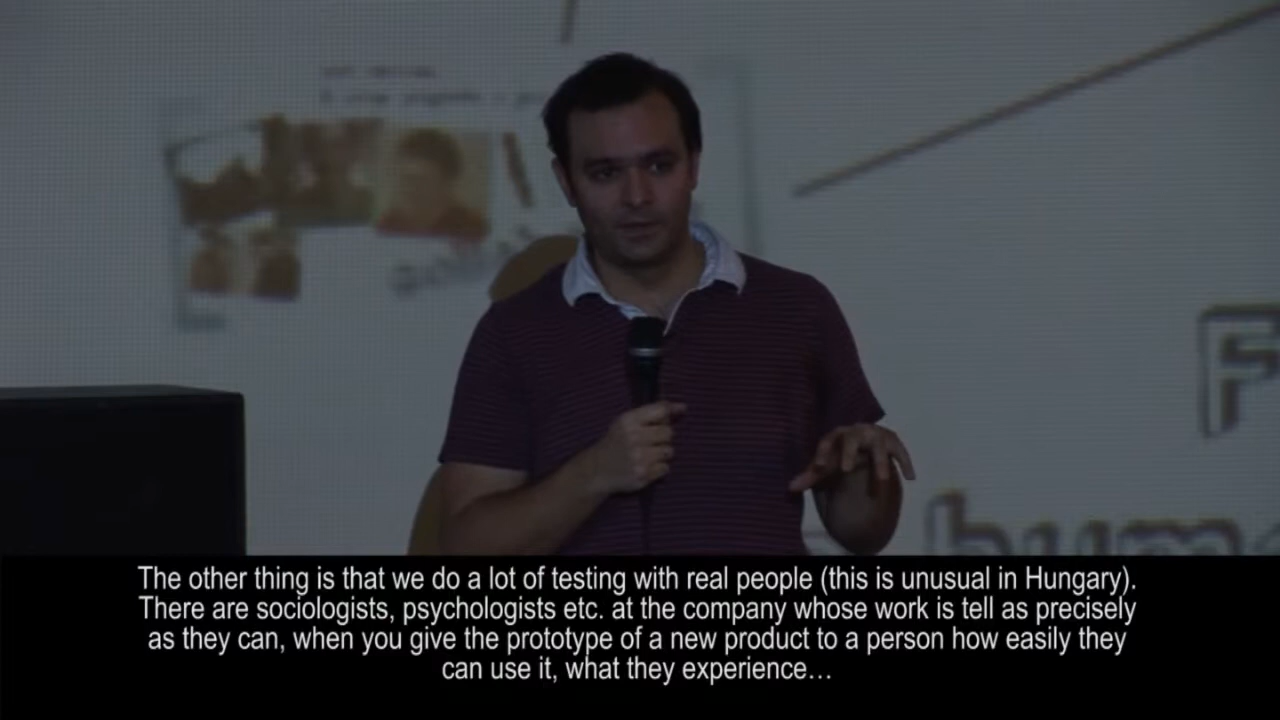 The other thing is that we do a lot of testing with real people (this is unusual in Hungary).
There are sociologists, psychologists etc. at the company whose work is tell as precisely
as they can, when you give the prototype of a new product to a person how easily they
can use it, what they experience…